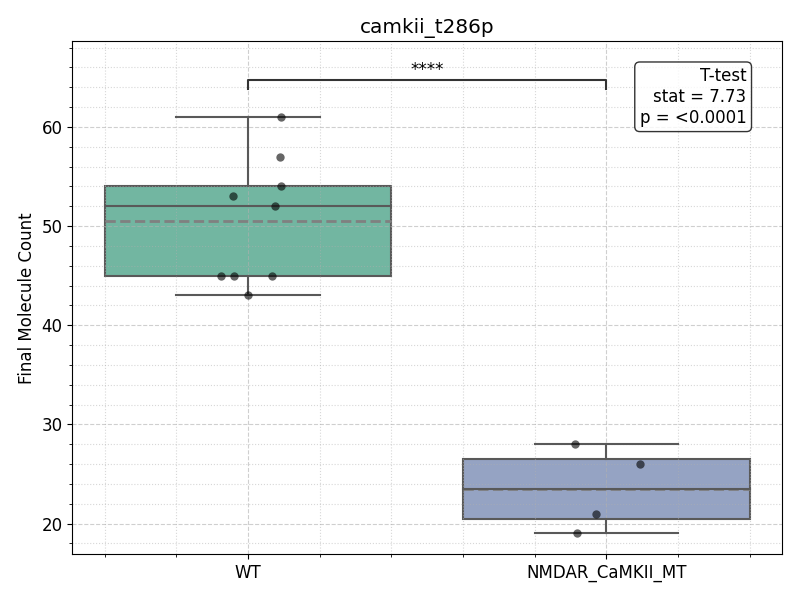 camkii_t286p
****
T-test
stat = 7.73
p = <0.0001
Final Molecule Count
60
50
40
30
20
WT
NMDAR_CaMKII_MT